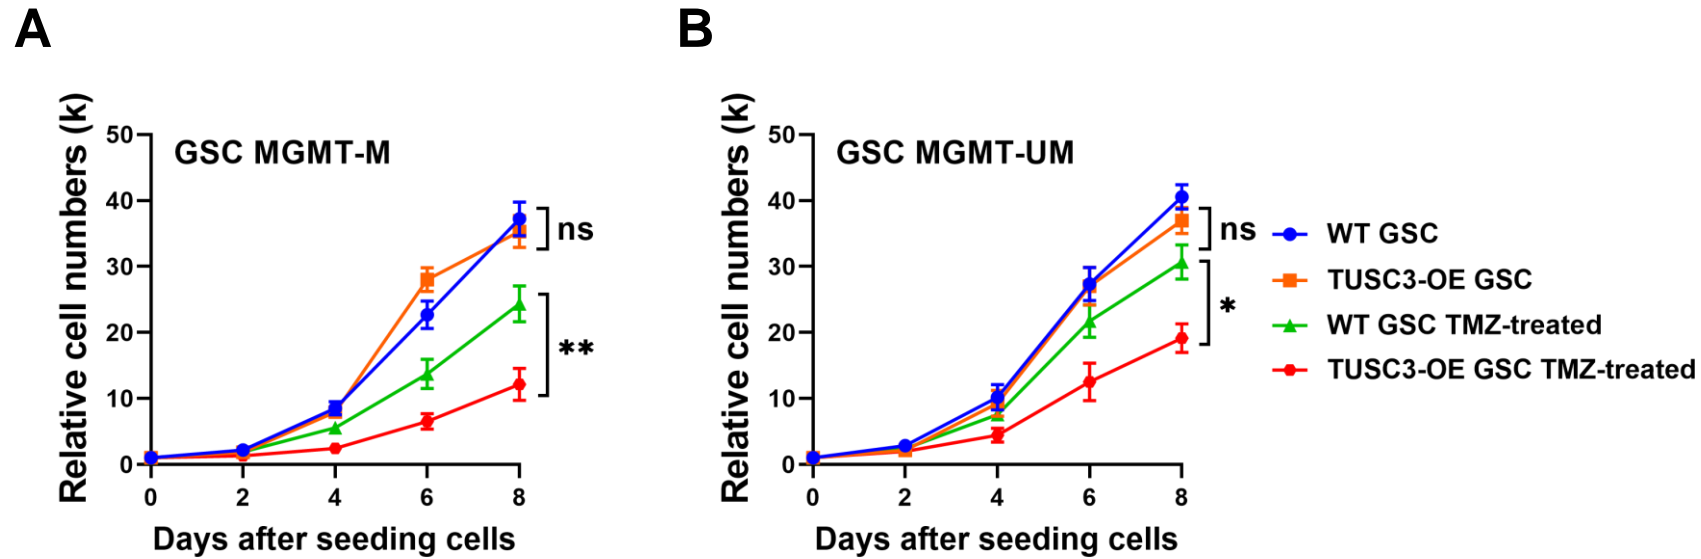 A
Relative cell numbers (k)
50
40
30
20
10
0
GSC MGMT-M
ns
**
0 2 4 6 8
Days after seeding cells
B
Relative cell numbers (k)
50
40
30
20
10
0
GSC MGMT-UM
ns
*
0 2 4 6 8
Days after seeding cells
WT GSC
TUSC3-OE GSC
WT GSC TMZ-treated
TUSC3-OE GSC TMZ-treated